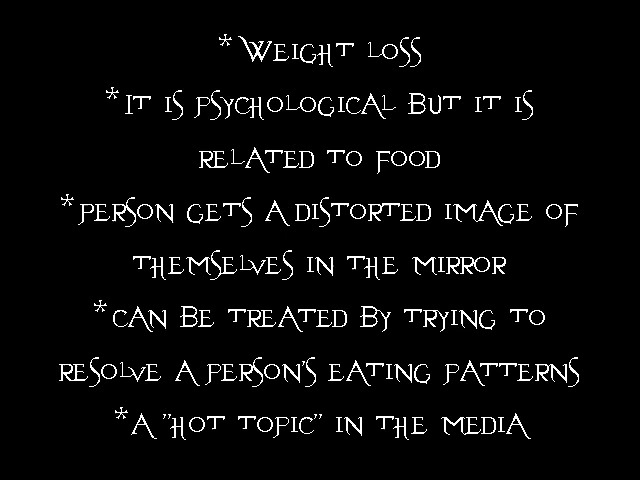 *Weight loss
*It is psychological but it is
related to food
*person gets a distorted image of
themselves in the mirror
*can be treated by trying to
resolve a person's eating patterns
*A "hot topic" in the media